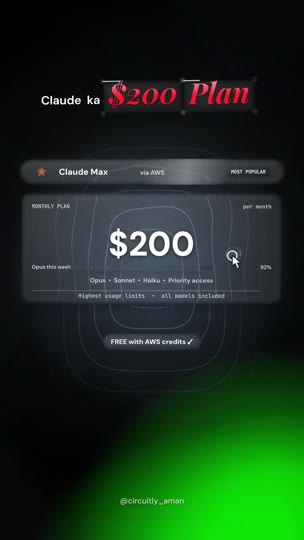 Claude ka $200 Plan
Claude Max via AWS MOST POPULAR
MONTHLY PLAN per month
$200
Opus this week 92%
Opus • Sonnet • Haiku • Priority access
Highest usage limits • all models included
FREE with AWS credits ✓
@circuitly_aman